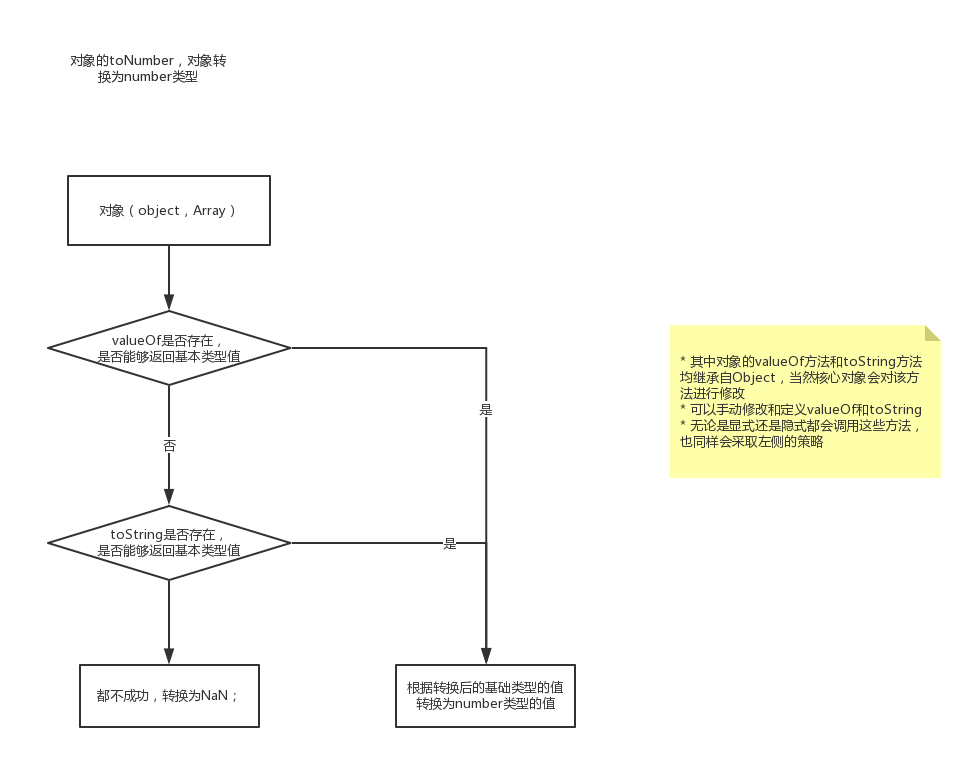 对象的toNumber，对象转
换为number类型
对象（object，Array）
valueOf是否存在，
是否能够返回基本类型值
是
否
toString是否存在，
是否能够返回基本类型值
是
都不成功，转换为NaN；
根据转换后的基础类型的值
转换为number类型的值
* 其中对象的valueOf方法和toString方法
均继承自Object，当然核心对象会对该方
法进行修改
* 可以手动修改和定义valueOf和toString
* 无论是显式还是隐式都会调用这些方法，
也同样会采取左侧的策略